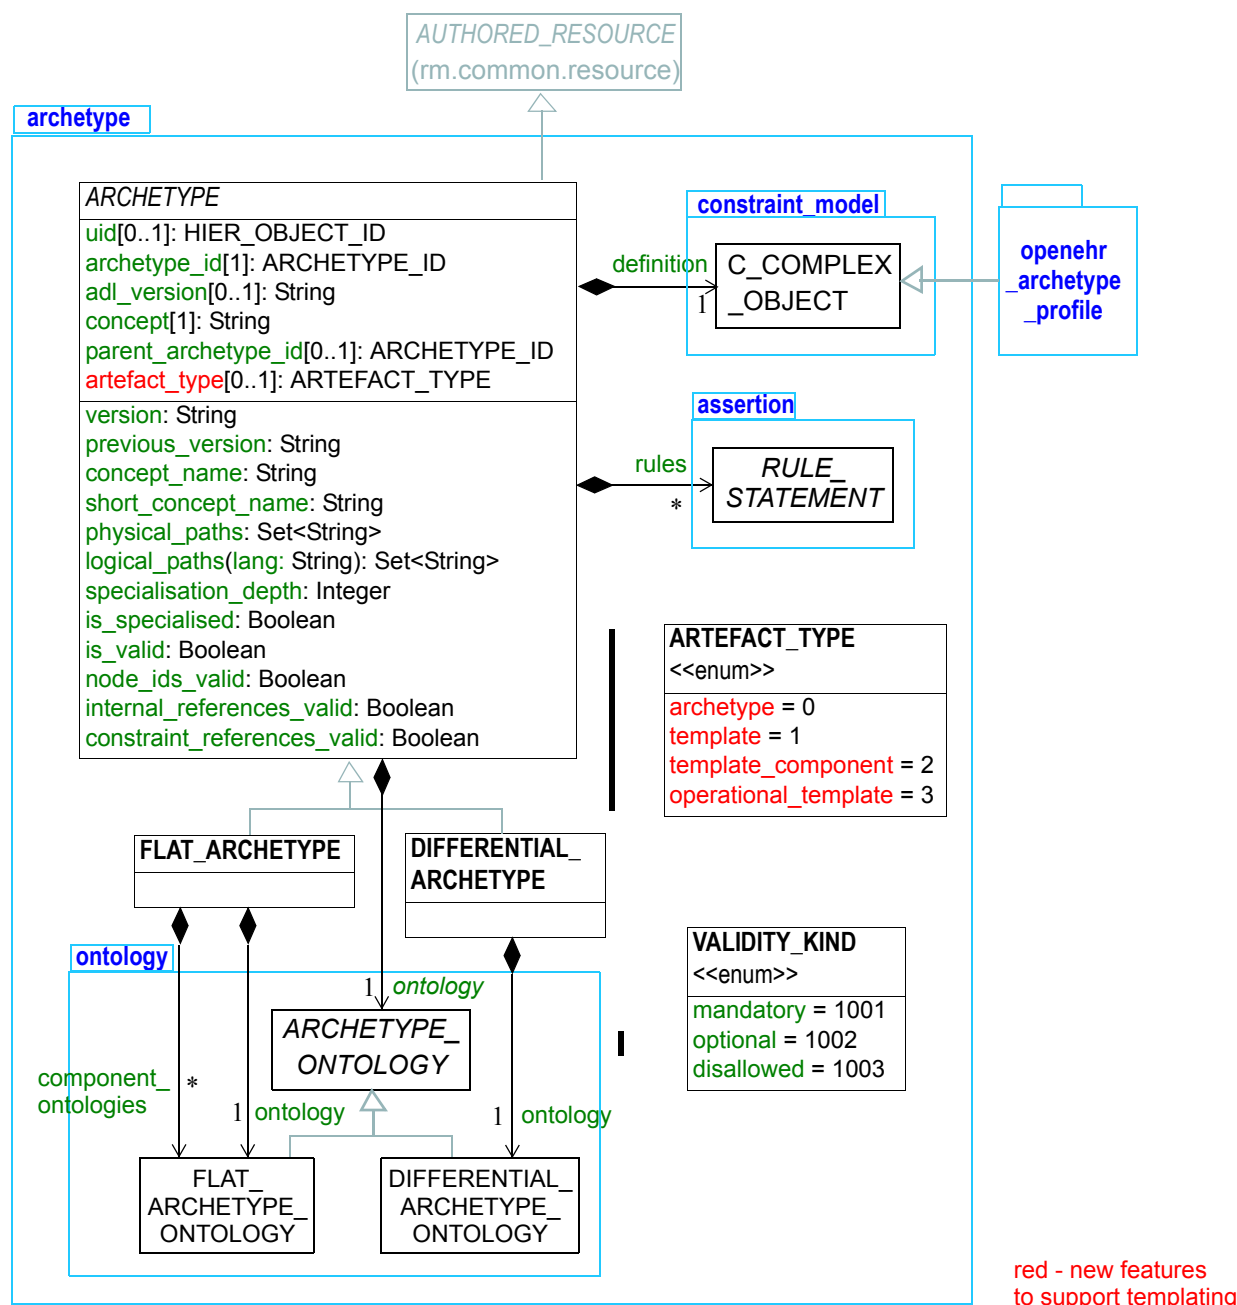 AUTHORED_RESOURCE
(rm.common.resource)
archetype
ARCHETYPE
uid[0..1]: HIER_OBJECT_ID
archetype_id[1]: ARCHETYPE_ID
adl_version[0..1]: String
concept[1]: String
parent_archetype_id[0..1]: ARCHETYPE_ID
artefact_type[0..1]: ARTEFACT_TYPE
version: String
previous_version: String
concept_name: String
short_concept_name: String
physical_paths: Set<String>
logical_paths(lang: String): Set<String>
specialisation_depth: Integer
is_specialised: Boolean
is_valid: Boolean
node_ids_valid: Boolean
internal_references_valid: Boolean
constraint_references_valid: Boolean
definition
1
constraint_model
C_COMPLEX
_OBJECT
openehr
_archetype
_profile
rules
*
assertion
RULE_
STATEMENT
ARTEFACT_TYPE
<<enum>>
archetype = 0
template = 1
template_component = 2
operational_template = 3
FLAT_ARCHETYPE
DIFFERENTIAL_
ARCHETYPE
VALIDITY_KIND
<<enum>>
mandatory = 1001
optional = 1002
disallowed = 1003
ontology
1 ontology
ARCHETYPE_
ONTOLOGY
component_
ontologies
*
1 ontology
1 ontology
FLAT_
ARCHETYPE_
ONTOLOGY
DIFFERENTIAL_
ARCHETYPE_
ONTOLOGY
red - new features
to support templating